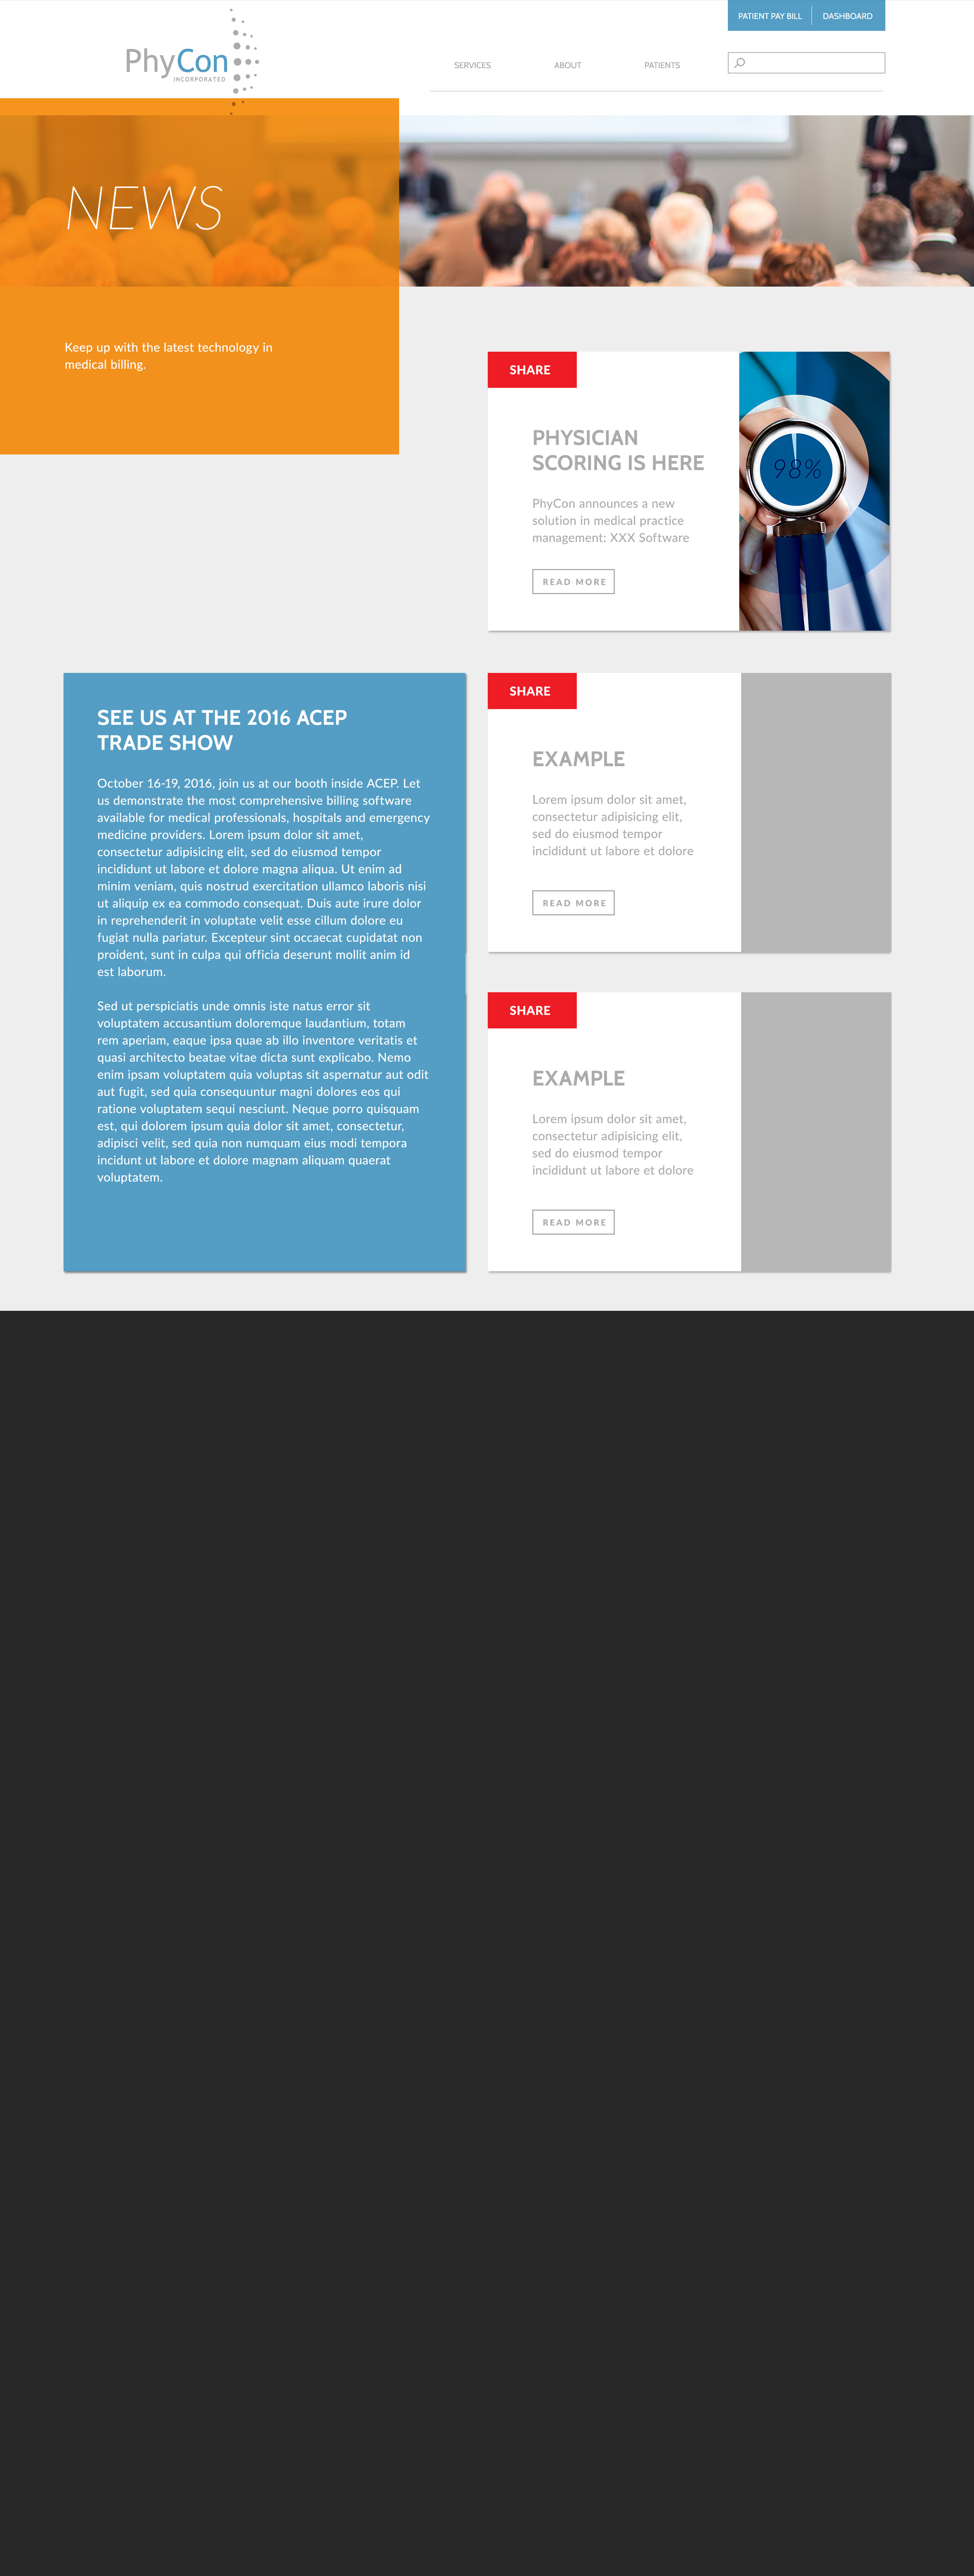 PATIENT PAY BILL
DASHBOARD
PhyCon
INCORPORATED
SERVICES
ABOUT
PATIENTS
NEWS
Keep up with the latest technology in
medical billing.
SHARE
PHYSICIAN
SCORING IS HERE
PhyCon announces a new
solution in medical practice
management: XXX Software
READ MORE
98%
SEE US AT THE 2016 ACEP
TRADE SHOW
October 16-19, 2016, join us at our booth inside ACEP. Let
us demonstrate the most comprehensive billing software
available for medical professionals, hospitals and emergency
medicine providers. Lorem ipsum dolor sit amet,
consectetur adipisicing elit, sed do eiusmod tempor
incididunt ut labore et dolore magna aliqua. Ut enim ad
minim veniam, quis nostrud exercitation ullamco laboris nisi
ut aliquip ex ea commodo consequat. Duis aute irure dolor
in reprehenderit in voluptate velit esse cillum dolore eu
fugiat nulla pariatur. Excepteur sint occaecat cupidatat non
proident, sunt in culpa qui officia deserunt mollit anim id
est laborum.
Sed ut perspiciatis unde omnis iste natus error sit
voluptatem accusantium doloremque laudantium, totam
rem aperiam, eaque ipsa quae ab illo inventore veritatis et
quasi architecto beatae vitae dicta sunt explicabo. Nemo
enim ipsam voluptatem quia voluptas sit aspernatur aut odit
aut fugit, sed quia consequuntur magni dolores eos qui
ratione voluptatem sequi nesciunt. Neque porro quisquam
est, qui dolorem ipsum quia dolor sit amet, consectetur,
adipisci velit, sed quia non numquam eius modi tempora
incidunt ut labore et dolore magnam aliquam quaerat
voluptatem.
SHARE
EXAMPLE
Lorem ipsum dolor sit amet,
consectetur adipisicing elit,
sed do eiusmod tempor
incididunt ut labore et dolore
READ MORE
SHARE
EXAMPLE
Lorem ipsum dolor sit amet,
consectetur adipisicing elit,
sed do eiusmod tempor
incididunt ut labore et dolore
READ MORE